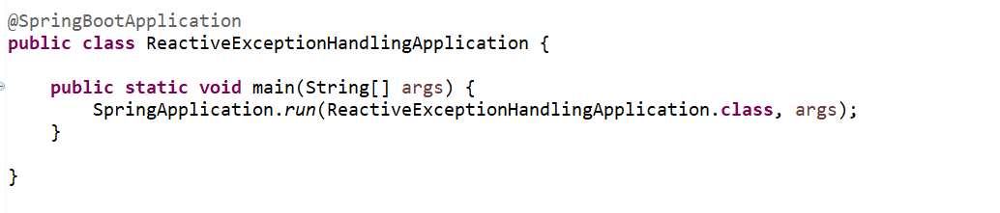 @SpringBootApplication
public class ReactiveExceptionHandlingApplication {
public static void main(String[] args) {
SpringApplication.run(ReactiveExceptionHandlingApplication.class, args);
}
}